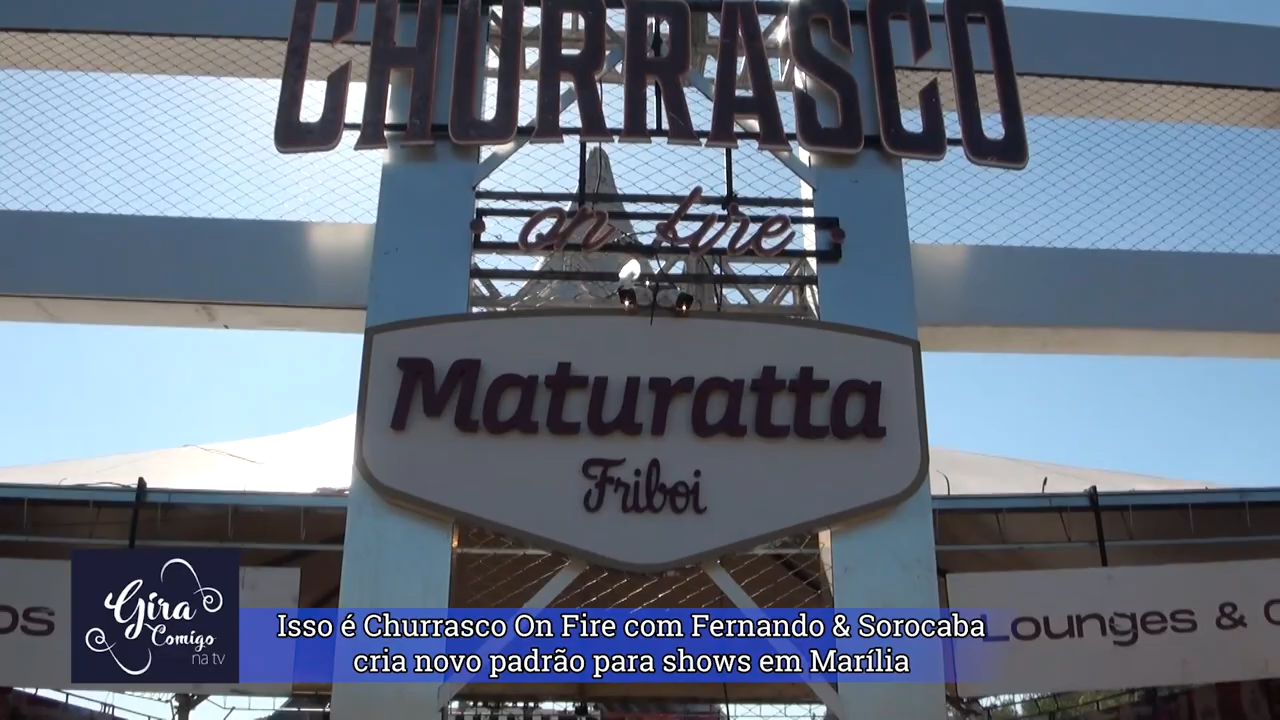 CHURRASCO
on fire
Maturatta
Friboi
os
Lounges & C
Gira
Comigo
na tv
Isso é Churrasco On Fire com Fernando & Sorocaba
cria novo padrão para shows em Marília